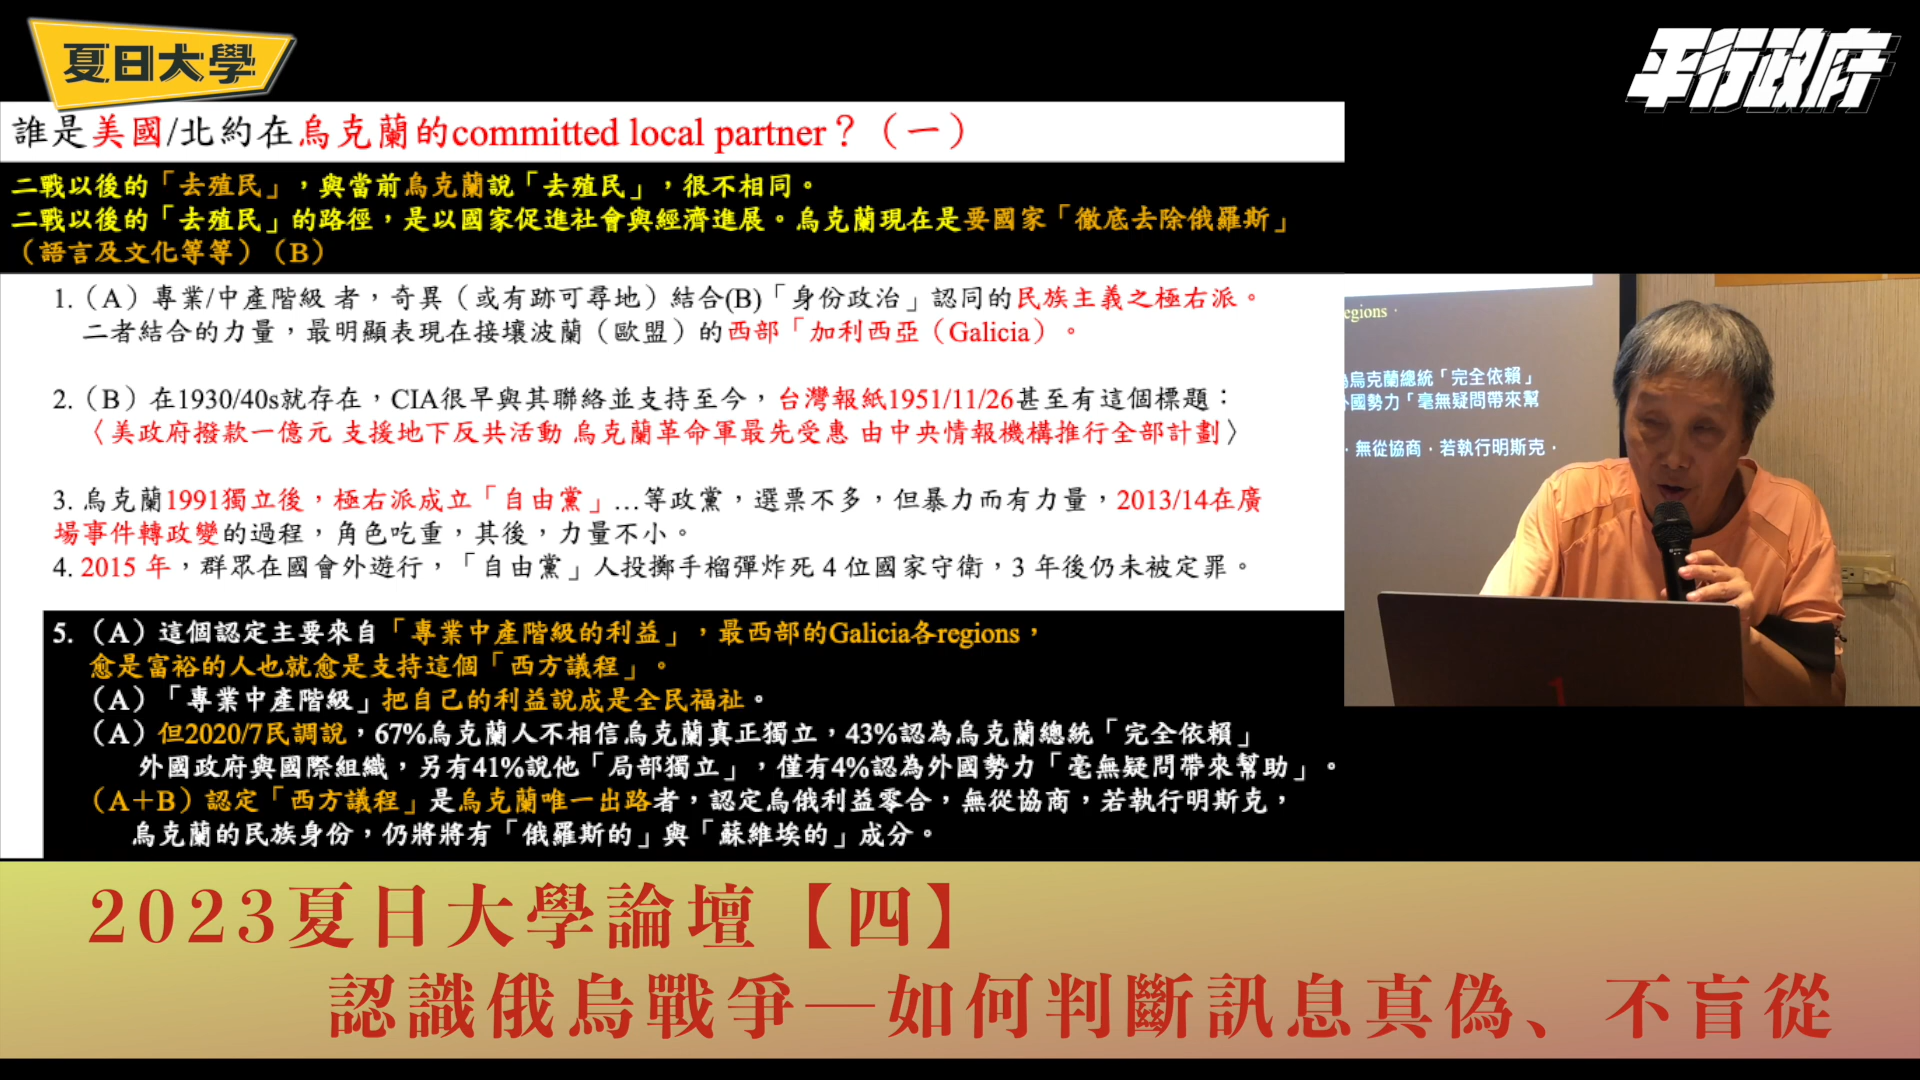 夏日大學
平行政府
誰是美國/北約在烏克蘭的committed local partner？（一）
二戰以後的「去殖民」，與當前烏克蘭說「去殖民」，很不相同。
二戰以後的「去殖民」的路徑，是以國家促進社會與經濟進展。烏克蘭現在是要國家「徹底去除俄羅斯」
（語言及文化等等）（B）
1.（A）專業/中產階級 者，奇異（或有跡可尋地）結合(B)「身份政治」認同的民族主義之極右派。
二者結合的力量，最明顯表現在接壤波蘭（歐盟）的西部「加利西亞（Galicia）。
2.（B）在1930/40s就存在，CIA很早與其聯絡並支持至今，台灣報紙1951/11/26甚至有這個標題：
〈美政府撥款一億元 支援地下反共活動 烏克蘭革命軍最先受惠 由中央情報機構推行全部計劃〉
3. 烏克蘭1991獨立後，極右派成立「自由黨」…等政黨，選票不多，但暴力而有力量，2013/14在廣
場事件轉政變的過程，角色吃重，其後，力量不小。
4. 2015 年，群眾在國會外遊行，「自由黨」人投擲手榴彈炸死 4 位國家守衛，3 年後仍未被定罪。
5.（A）這個認定主要來自「專業中產階級的利益」，最西部的Galicia各regions，
愈是富裕的人也就愈是支持這個「西方議程」。
（A）「專業中產階級」把自己的利益說成是全民福祉。
（A）但2020/7民調說，67%烏克蘭人不相信烏克蘭真正獨立，43%認為烏克蘭總統「完全依賴」
外國政府與國際組織，另有41%說他「局部獨立」，僅有4%認為外國勢力「毫無疑問帶來幫助」。
（A＋B）認定「西方議程」是烏克蘭唯一出路者，認定烏俄利益零合，無從協商，若執行明斯克，
烏克蘭的民族身份，仍將將有「俄羅斯的」與「蘇維埃的」成分。
egions，
烏克蘭總統「完全依賴」
國勢力「毫無疑問帶來幫
，無從協商，若執行明斯克，
2023夏日大學論壇【四】
認識俄烏戰爭—如何判斷訊息真偽、不盲從